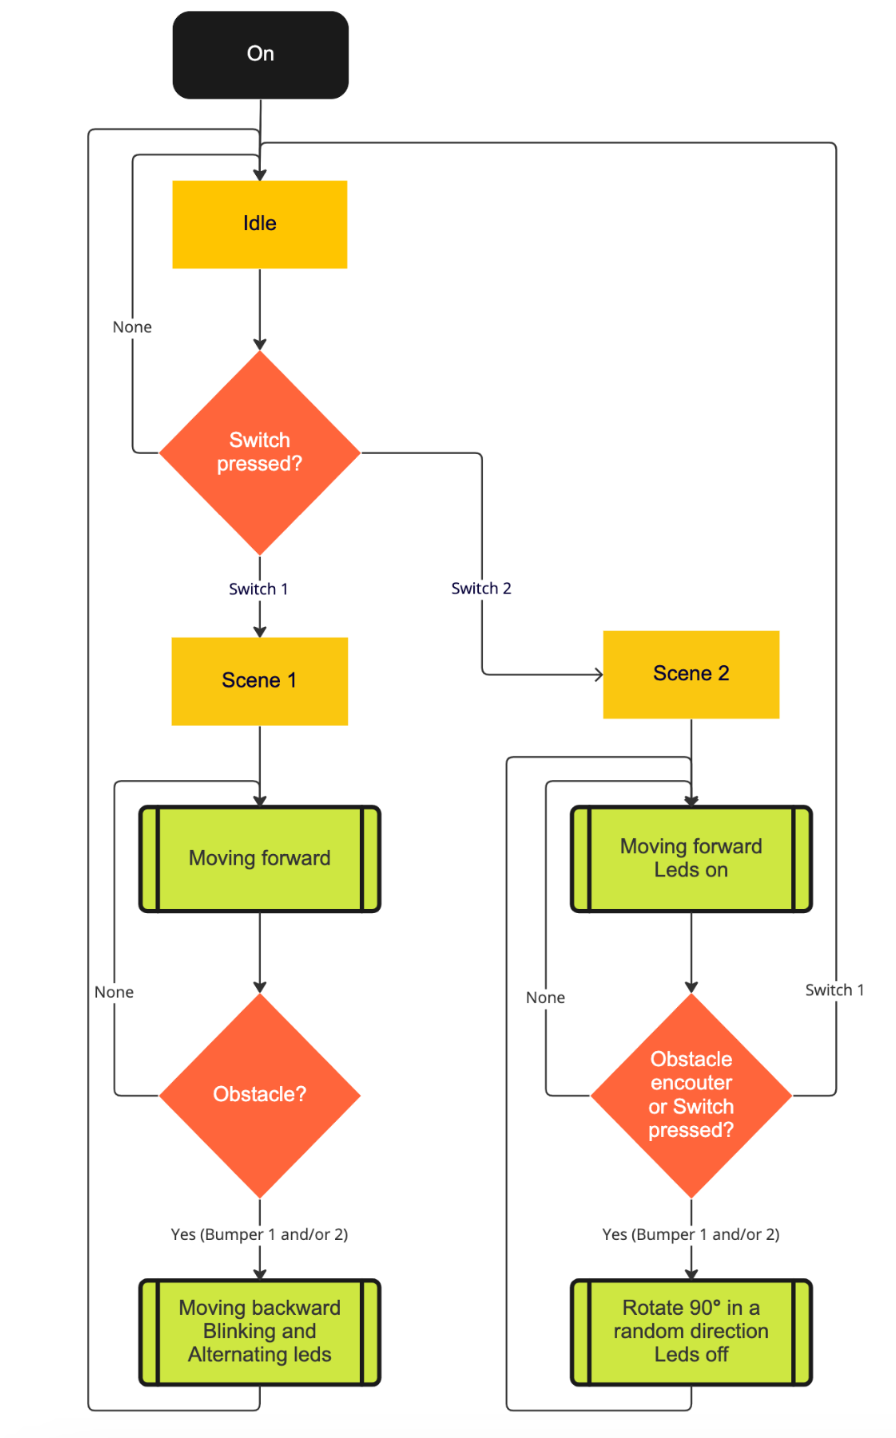 On
Idle
None
Switch
pressed?
Switch 1
Switch 2
Scene 1
Scene 2
Moving forward
Moving forward
Leds on
None
None
Switch 1
Obstacle?
Obstacle
encouter
or Switch
pressed?
Yes (Bumper 1 and/or 2)
Yes (Bumper 1 and/or 2)
Moving backward
Blinking and
Alternating leds
Rotate 90° in a
random direction
Leds off